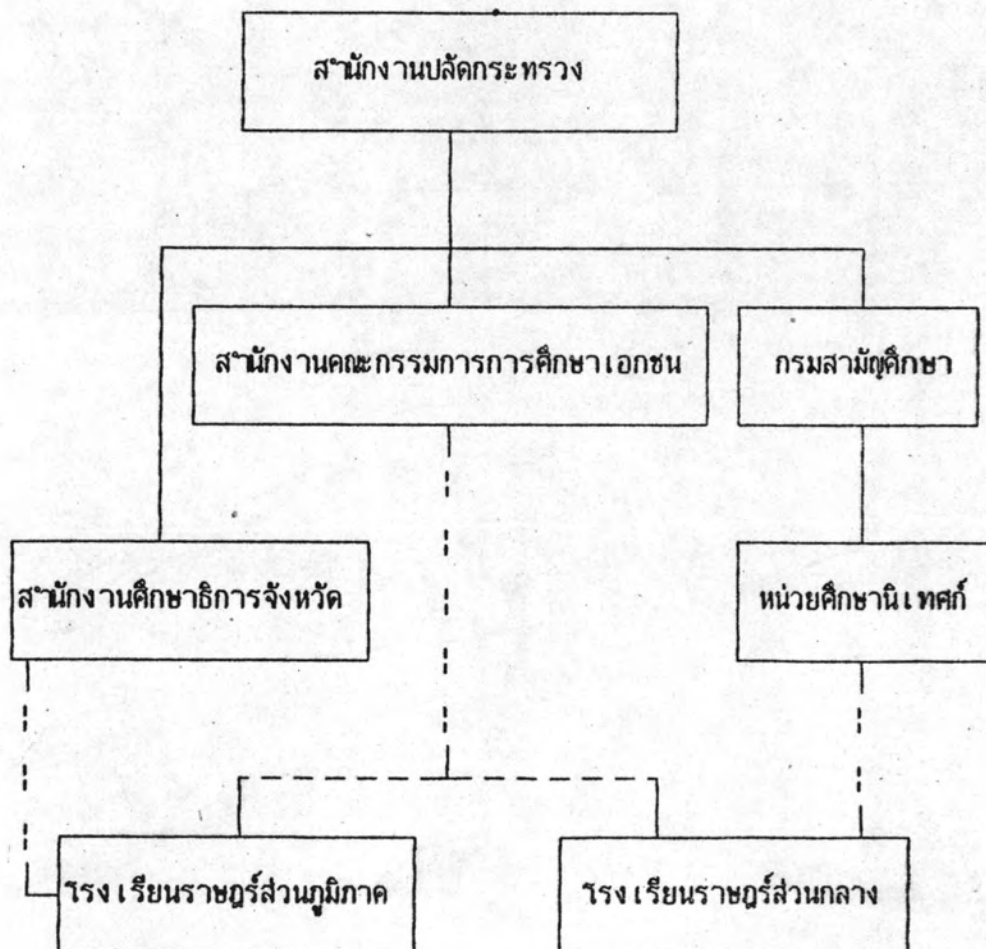 สำนักงานปลัดกระทรวง
สำนักงานคณะกรรมการการศึกษาเอกชน
กรมสามัญศึกษา
สำนักงานศึกษาธิการจังหวัด
หน่วยศึกษานิเทศก์
โรงเรียนราษฎร์ส่วนภูมิภาค
โรงเรียนราษฎร์ส่วนกลาง